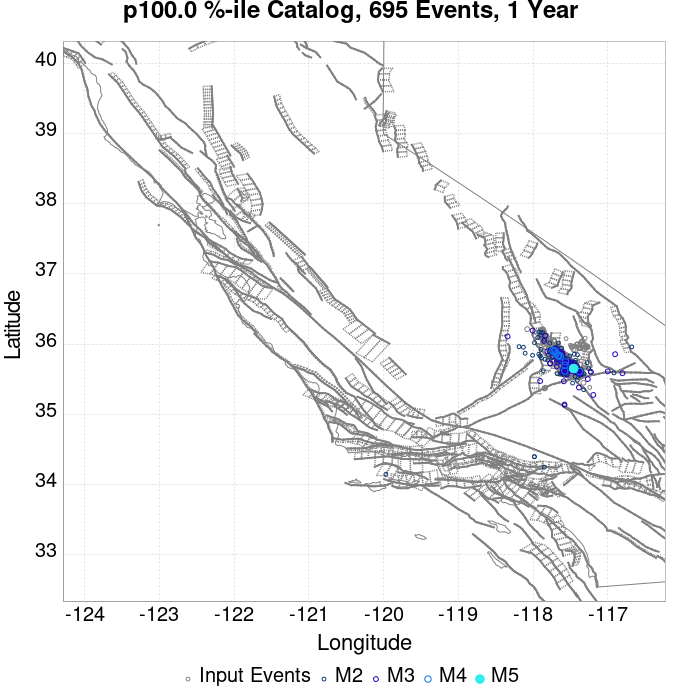 p100.0 %-ile Catalog, 695 Events, 1 Year
40
39
38
37
36
35
34
33
Latitude
-124 -123 -122 -121 -120 -119 -118 -117
Longitude
Input Events M2 M3 M4 M5